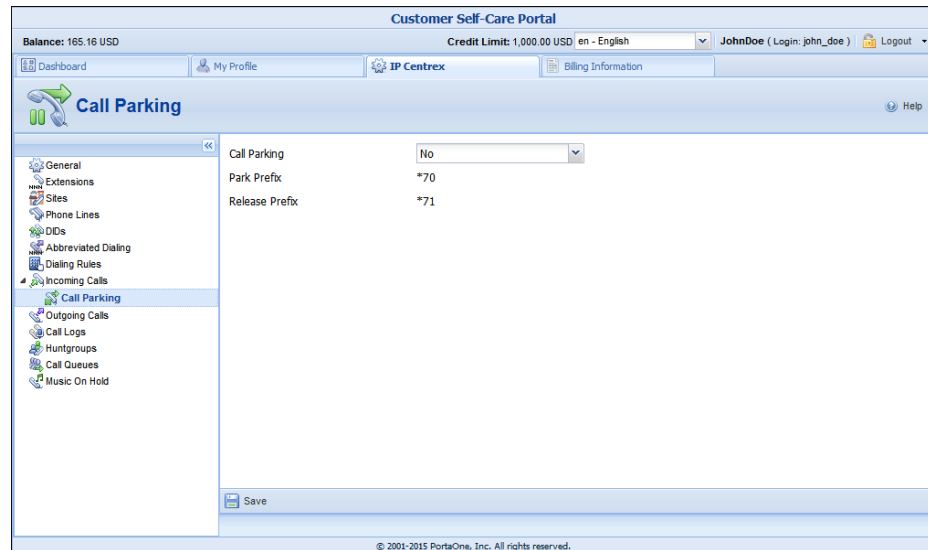 Customer Self-Care Portal
Balance: 165.16 USD Credit Limit: 1,000.00 USD en - English JohnDoe ( Login: john_doe ) Logout
Dashboard My Profile IP Centrex Billing Information
Call Parking Help
General
Extensions
Sites
Phone Lines
DIDs
Abbreviated Dialing
Dialing Rules
Incoming Calls
Call Parking
Outgoing Calls
Call Logs
Huntgroups
Call Queues
Music On Hold
Call Parking No
Park Prefix *70
Release Prefix *71
Save
© 2001-2015 PortaOne, Inc. All rights reserved.